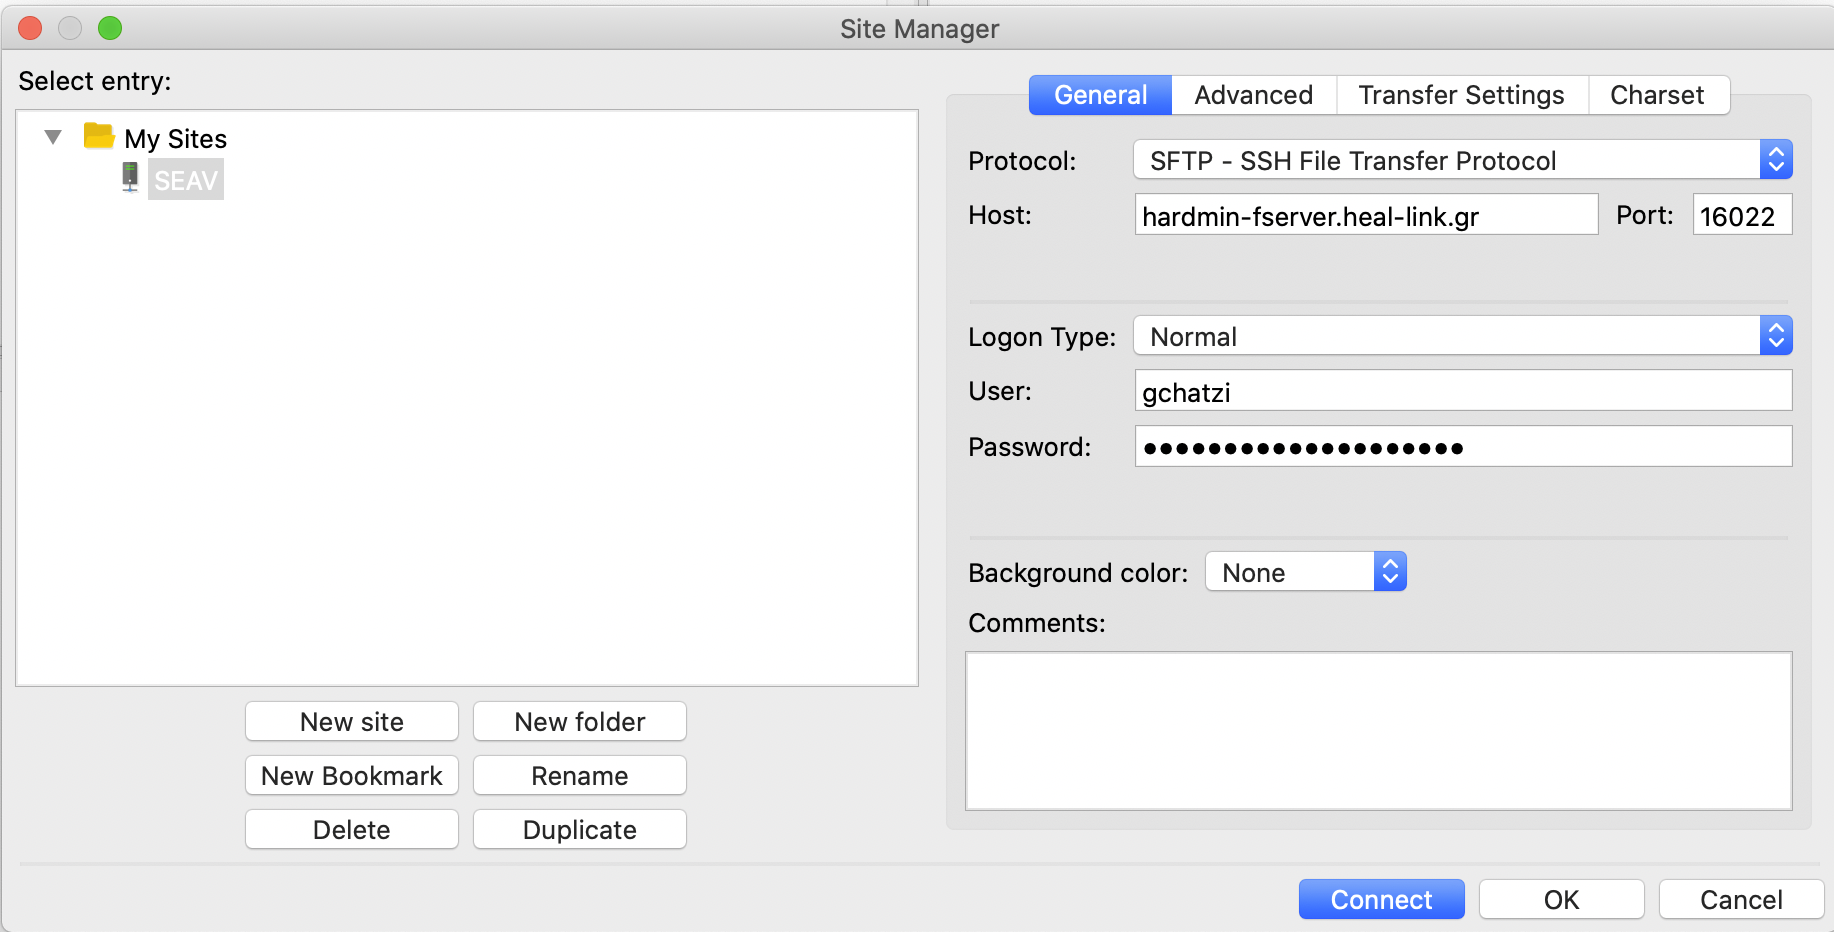 Site Manager
Select entry:
My Sites
SEAV
New site
New folder
New Bookmark
Rename
Delete
Duplicate
General
Advanced
Transfer Settings
Charset
Protocol: SFTP - SSH File Transfer Protocol
Host: hardmin-fserver.heal-link.gr Port: 16022
Logon Type: Normal
User: gchatzi
Password: ●●●●●●●●●●●●●●●●●●●●
Background color: None
Comments:
Connect
OK
Cancel